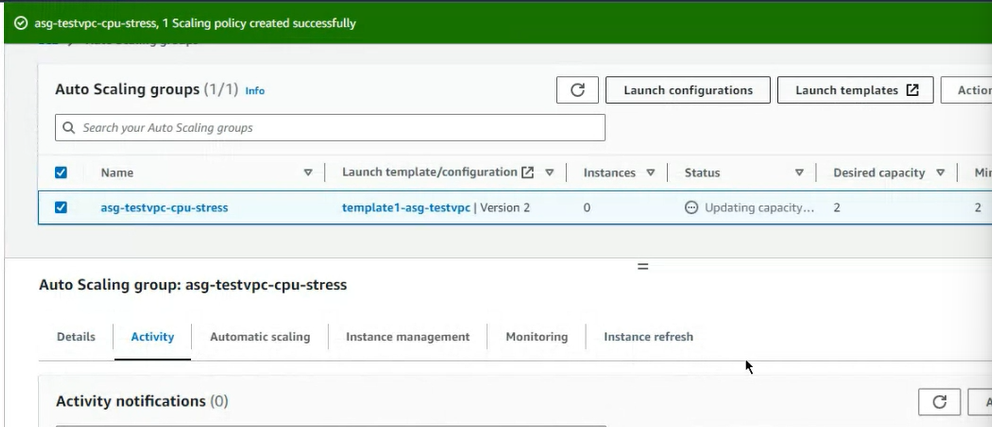 asg-testvpc-cpu-stress, 1 Scaling policy created successfully
Auto Scaling groups (1/1) Info
Launch configurations
Launch templates
Search your Auto Scaling groups
Name
Launch template/configuration
Instances
Status
Desired capacity
asg-testvpc-cpu-stress
template1-asg-testvpc | Version 2
0
Updating capacity...
2
2
Auto Scaling group: asg-testvpc-cpu-stress
Details
Activity
Automatic scaling
Instance management
Monitoring
Instance refresh
Activity notifications (0)